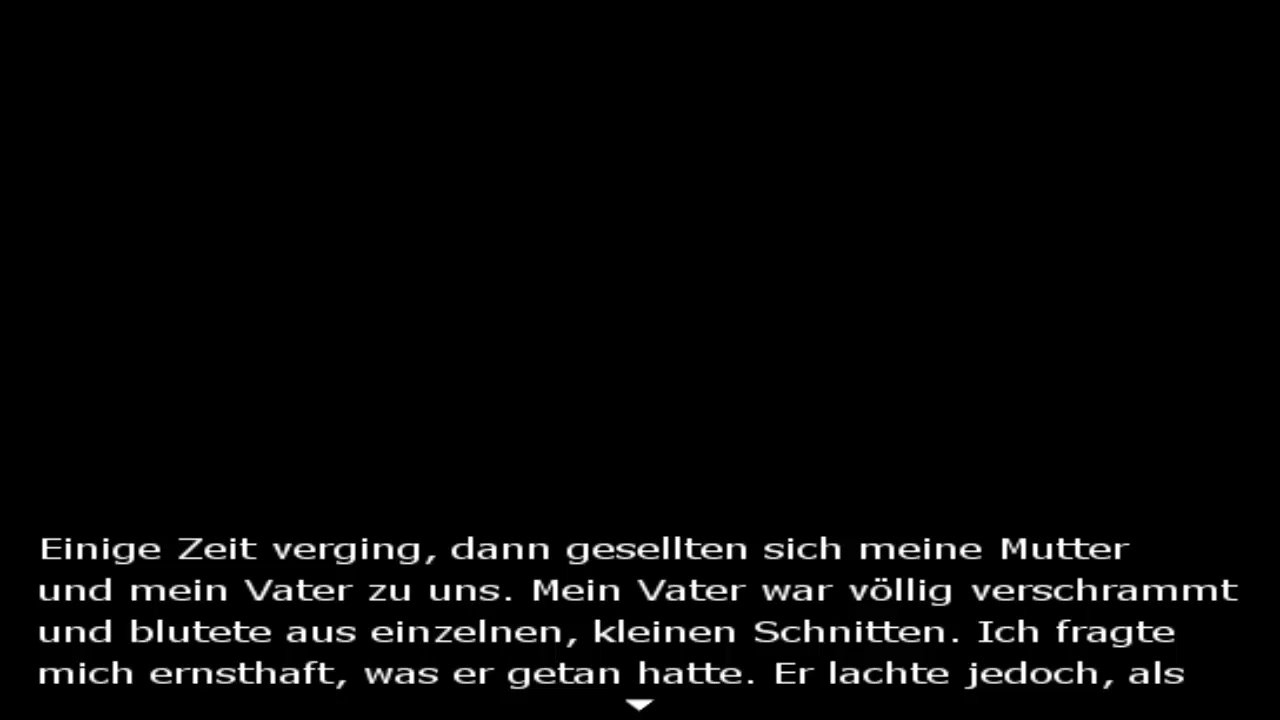 Einige Zeit verging, dann gesellten sich meine Mutter
und mein Vater zu uns. Mein Vater war völlig verschrammt
und blutete aus einzelnen, kleinen Schnitten. Ich fragte
mich ernsthaft, was er getan hatte. Er lachte jedoch, als